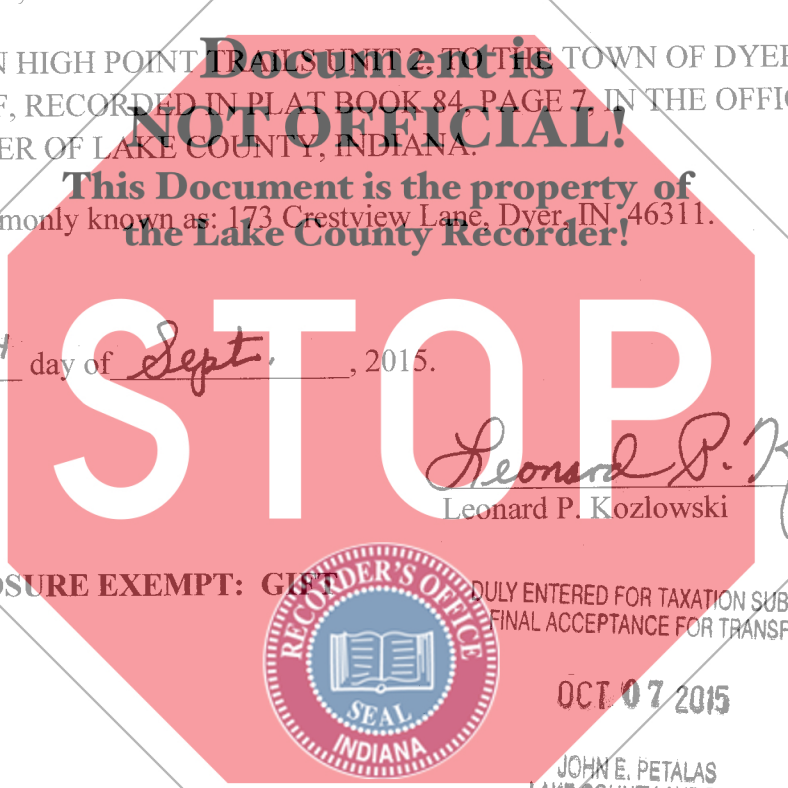 Document is
N HIGH POINT TRAILS UNIT 2, TO THE TOWN OF DYER
F, RECORDED IN PLAT BOOK 84, PAGE 7, IN THE OFFIC
NOT OFFICIAL!
ER OF LAKE COUNTY, INDIANA.
This Document is the property of
monly known as: 173 Crestview Lane, Dyer, IN 46311.
the Lake County Recorder!
STOP
day of Sept. , 2015.
Leonard P. K
Leonard P. Kozlowski
OSURE EXEMPT: GIFT
RECORDER'S OFFICE
SEAL
INDIANA
DULY ENTERED FOR TAXATION SUB
FINAL ACCEPTANCE FOR TRANSF
OCT 07 2015
JOHN E. PETALAS